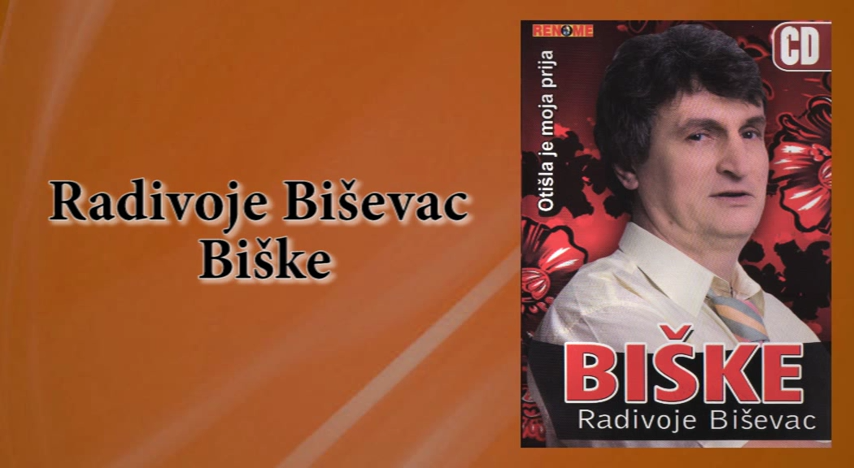 Radivoje Biševac
Biške
RENOME
CD
Otišla je moja prija
BIŠKE
Radivoje Biševac